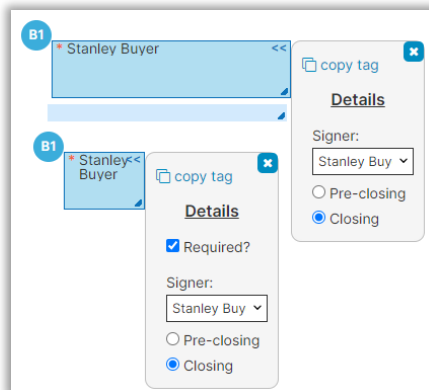 B1
* Stanley Buyer <<
copy tag
Details
Signer:
Stanley Buy
Pre-closing
Closing
B1
* Stanley<<
Buyer
copy tag
Details
Required?
Signer:
Stanley Buy
Pre-closing
Closing